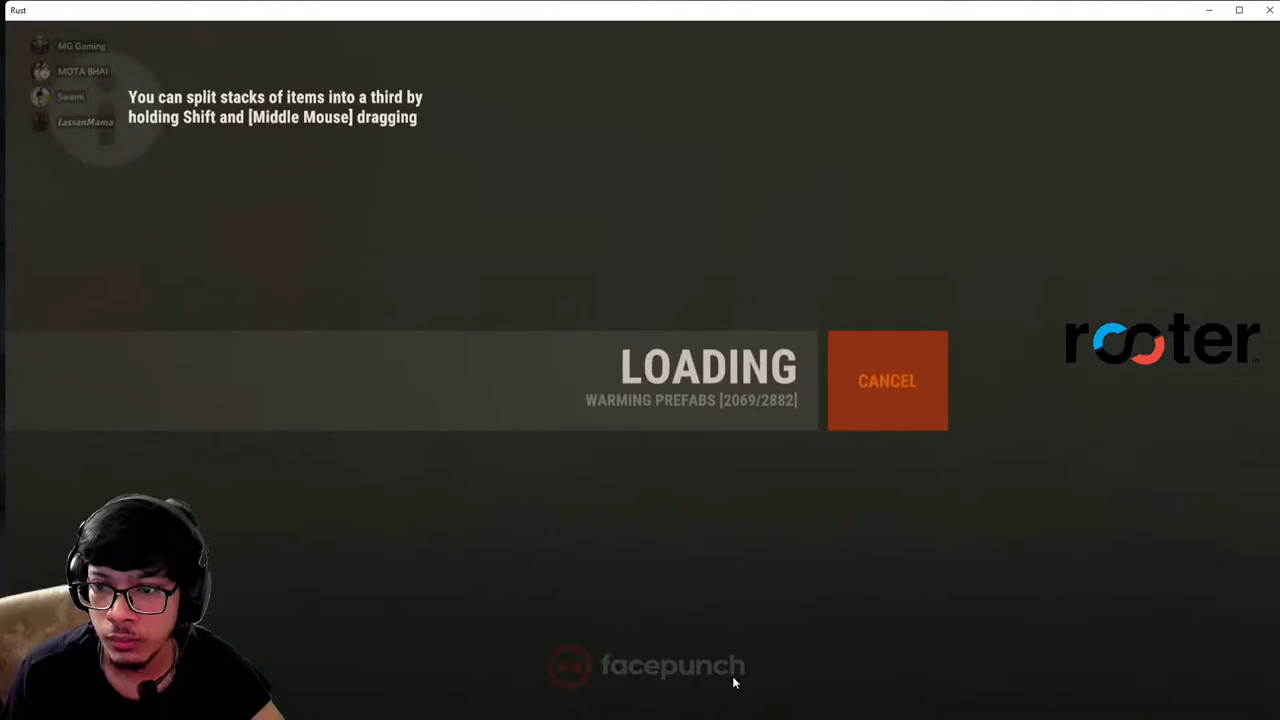 Rust
MG Gaming
MOTA BHAI
Swami
LassanMama
You can split stacks of items into a third by
holding Shift and [Middle Mouse] dragging
LOADING
WARMING PREFABS [2069/2882]
CANCEL
rooter
facepunch